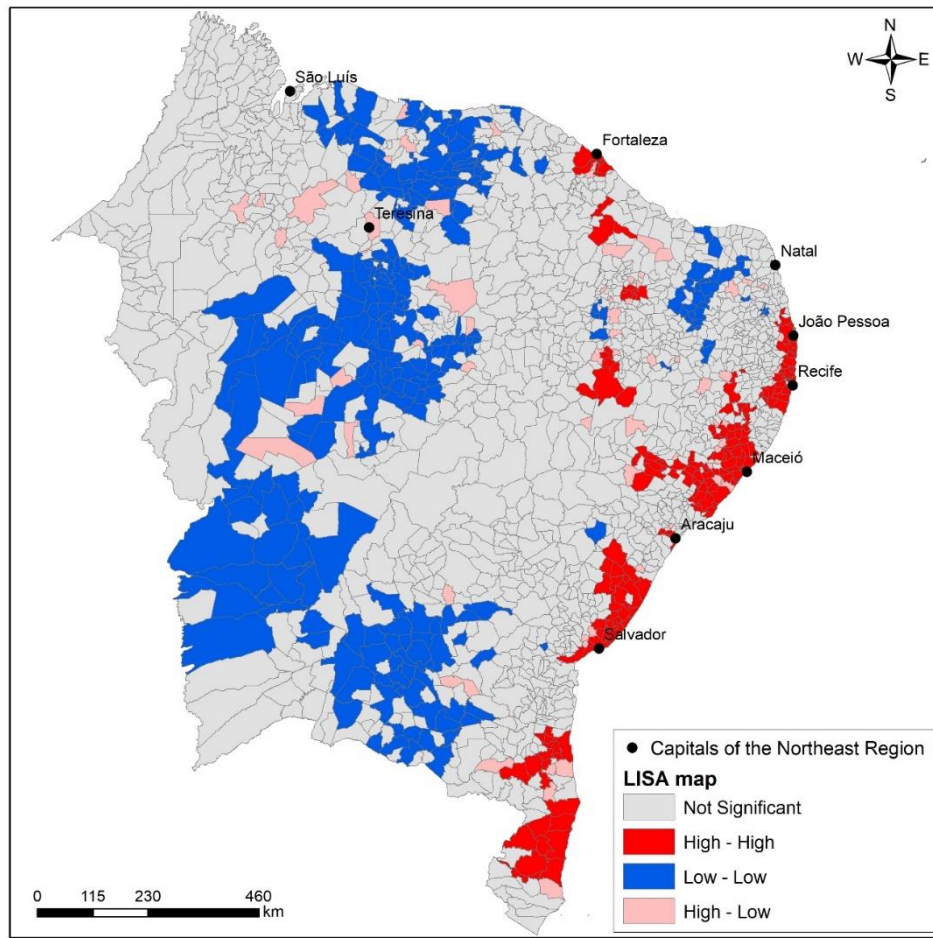 N
W E
S
São Luís
Fortaleza
Teresina
Natal
João Pessoa
Recife
Maceió
Aracaju
Salvador
Capitals of the Northeast Region
LISA map
Not Significant
High - High
Low - Low
High - Low
0 115 230 460
km